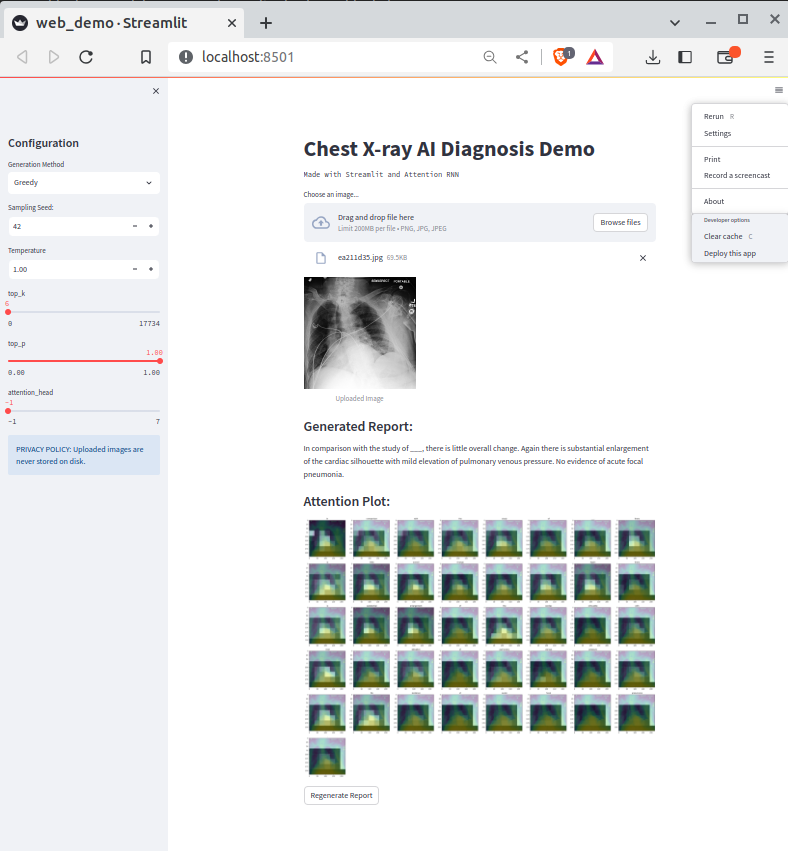 web_demo · Streamlit
localhost:8501
1
Rerun R
Settings
Print
Record a screencast
About
Developer options
Clear cache C
Deploy this app
Configuration
Generation Method
Greedy
Sampling Seed:
42
Temperature
1.00
top_k
6
0 17734
top_p
1.00
0.00 1.00
attention_head
−1
−1 7
PRIVACY POLICY: Uploaded images are
never stored on disk.
Chest X-ray AI Diagnosis Demo
Made with Streamlit and Attention RNN
Choose an image...
Drag and drop file here
Limit 200MB per file • PNG, JPG, JPEG
Browse files
ea211d35.jpg 69.5KB
SEMIERECT PORTABLE
Uploaded Image
Generated Report:
In comparison with the study of ___, there is little overall change. Again there is substantial enlargement
of the cardiac silhouette with mild elevation of pulmonary venous pressure. No evidence of acute focal
pneumonia.
Attention Plot:
Regenerate Report